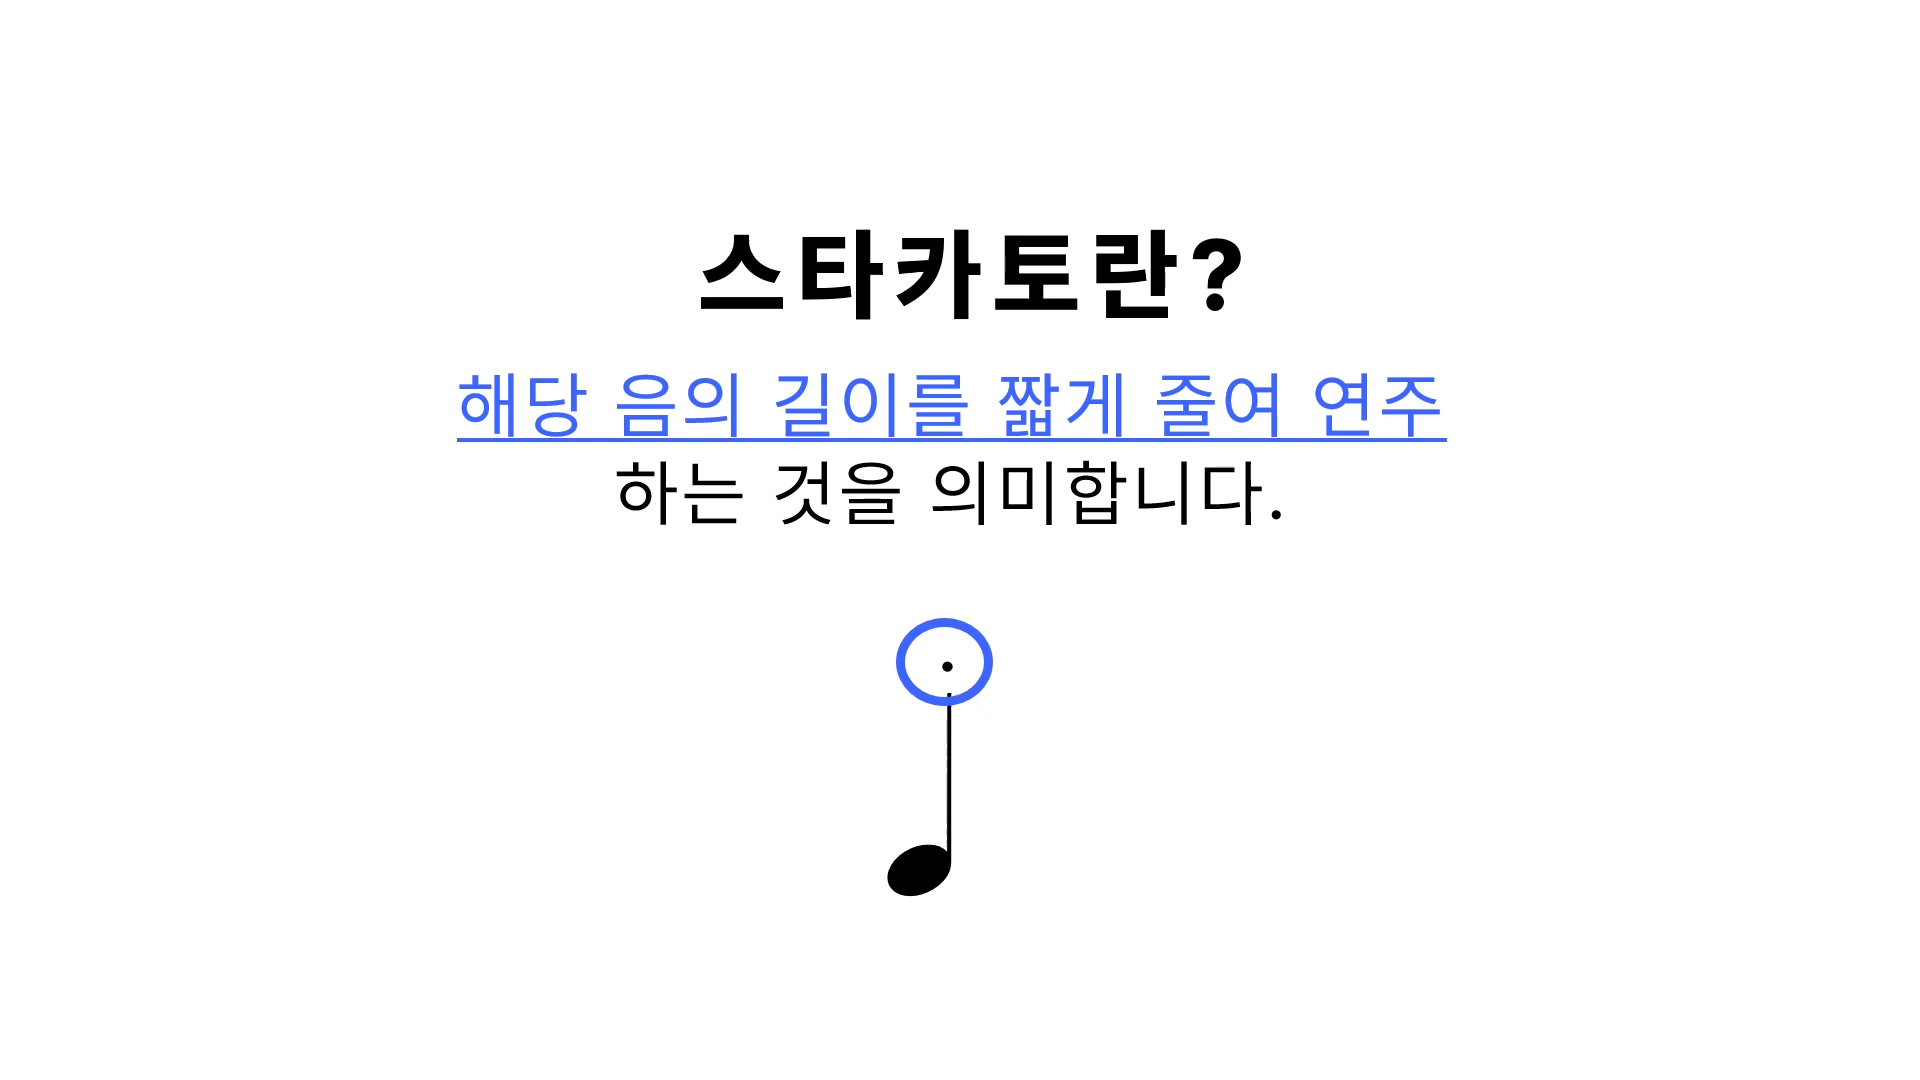 스타카토란?
해당 음의 길이를 짧게 줄여 연주
하는 것을 의미합니다.